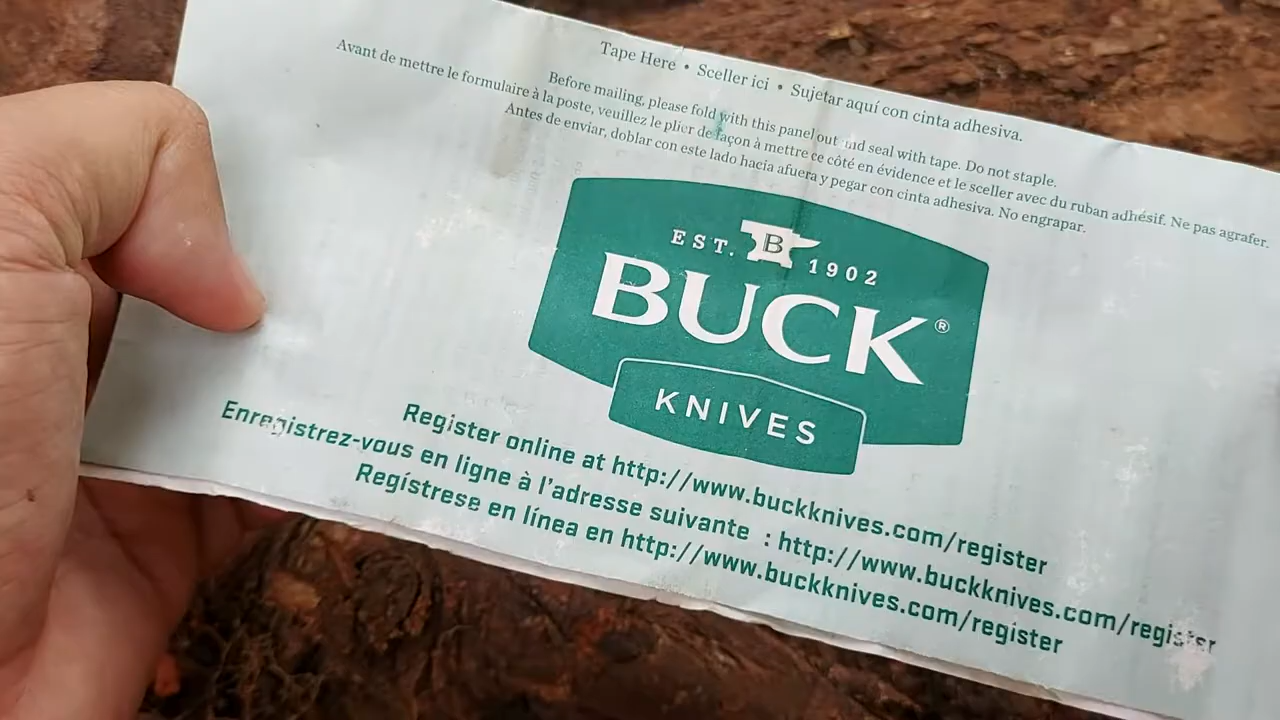 Tape Here • Sceller ici • Sujetar aquí con cinta adhesiva.
Before mailing, please fold with this panel out and seal with tape. Do not staple.
Avant de mettre le formulaire à la poste, veuillez le plier de façon à mettre ce côté en évidence et le sceller avec du ruban adhésif. Ne pas agrafer.
Antes de enviar, doblar con este lado hacia afuera y pegar con cinta adhesiva. No engrapar.
EST. B 1902
BUCK®
KNIVES
Register online at http://www.buckknives.com/register
Enregistrez-vous en ligne à l'adresse suivante : http://www.buckknives.com/register
Regístrese en línea en http://www.buckknives.com/register